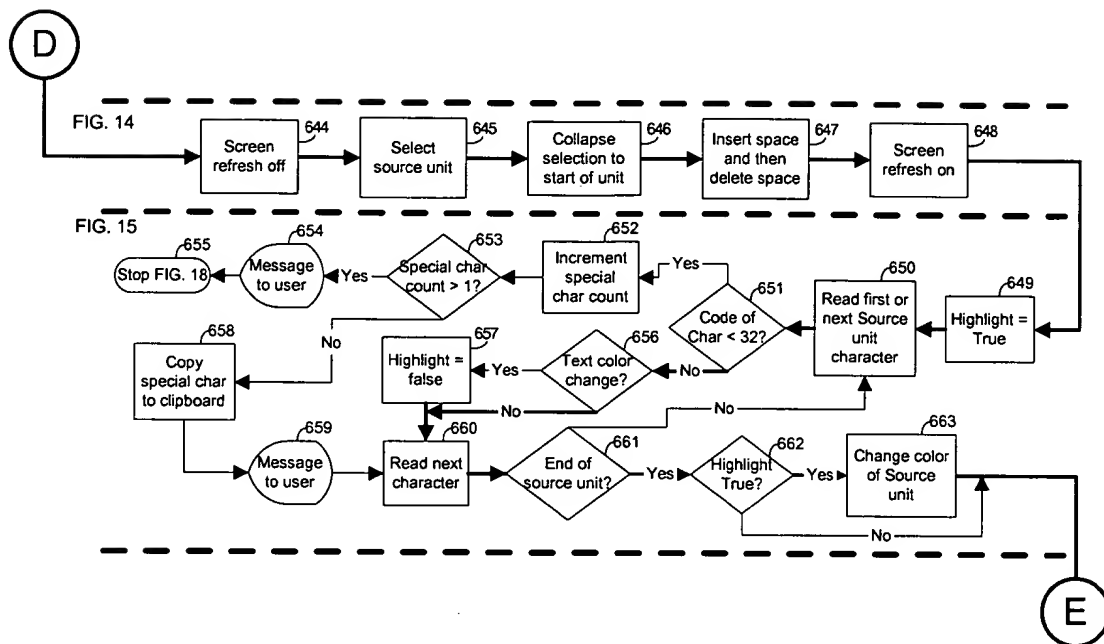 D
FIG. 14
644
Screen
refresh off
645
Select
source unit
646
Collapse
selection to
start of unit
647
Insert space
and then
delete space
648
Screen
refresh on
FIG. 15
655
Stop FIG. 18
654
Message
to user
Yes
653
Special char
count > 1?
652
Increment
special
char count
Yes
651
Code of
Char < 32?
650
Read first or
next Source
unit
character
649
Highlight =
True
No
658
Copy
special char
to clipboard
657
Highlight =
false
Yes
656
Text color
change?
No
No
No
659
Message
to user
660
Read next
character
661
End of
source unit?
Yes
662
Highlight
True?
Yes
663
Change color
of Source
unit
No
E